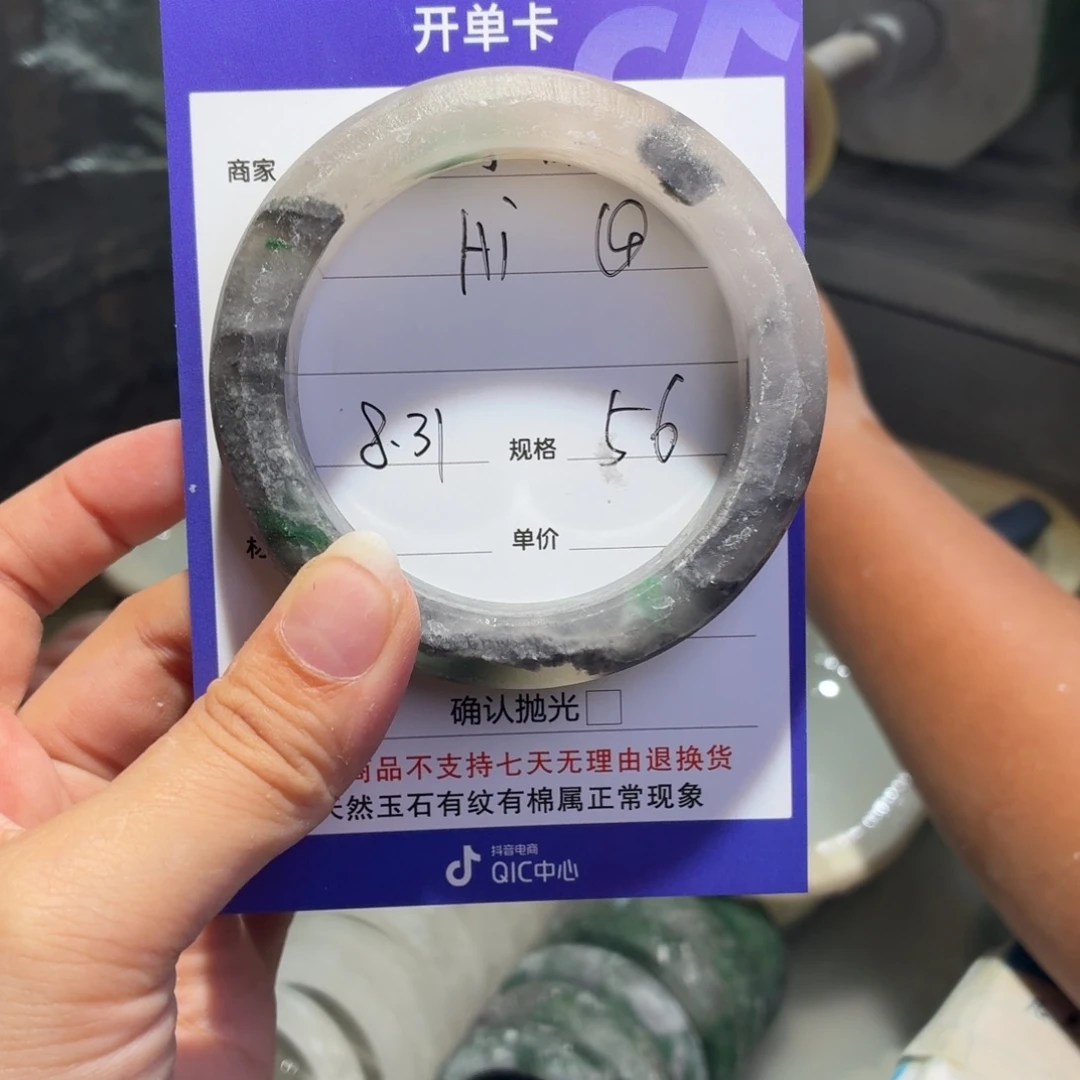 开单卡
商家
Hi ④
8.31 规格 56
单价
确认抛光
商品不支持七天无理由退换货
天然玉石有纹有棉属正常现象
抖音电商
QIC中心